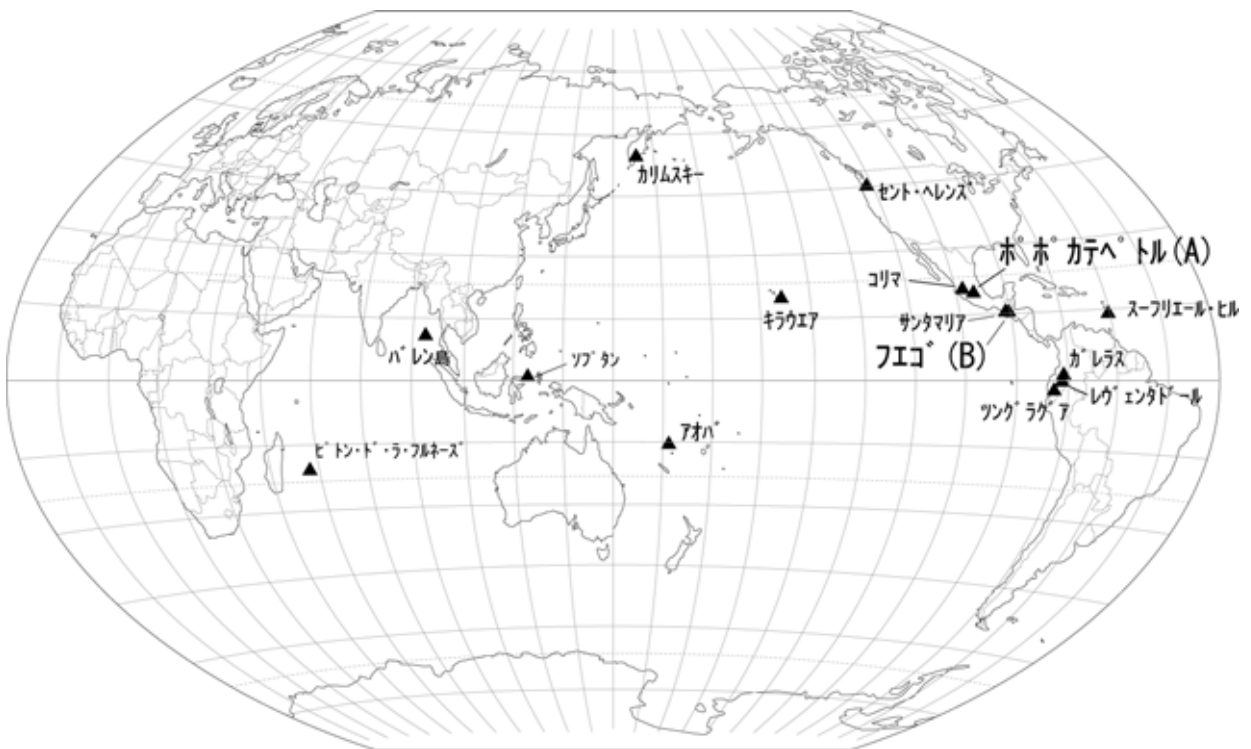 カリムスキー
セント・ヘレンズ
ポポカテペトル(A)
コリマ
キラウエア
サンタマリア
スーフリエール・ヒル
フエゴ(B)
バレン島
ソプタン
ガレラス
レヴェンタドール
ツングラグア
アオバ
ピトン・ド・ラ・フルネーズ